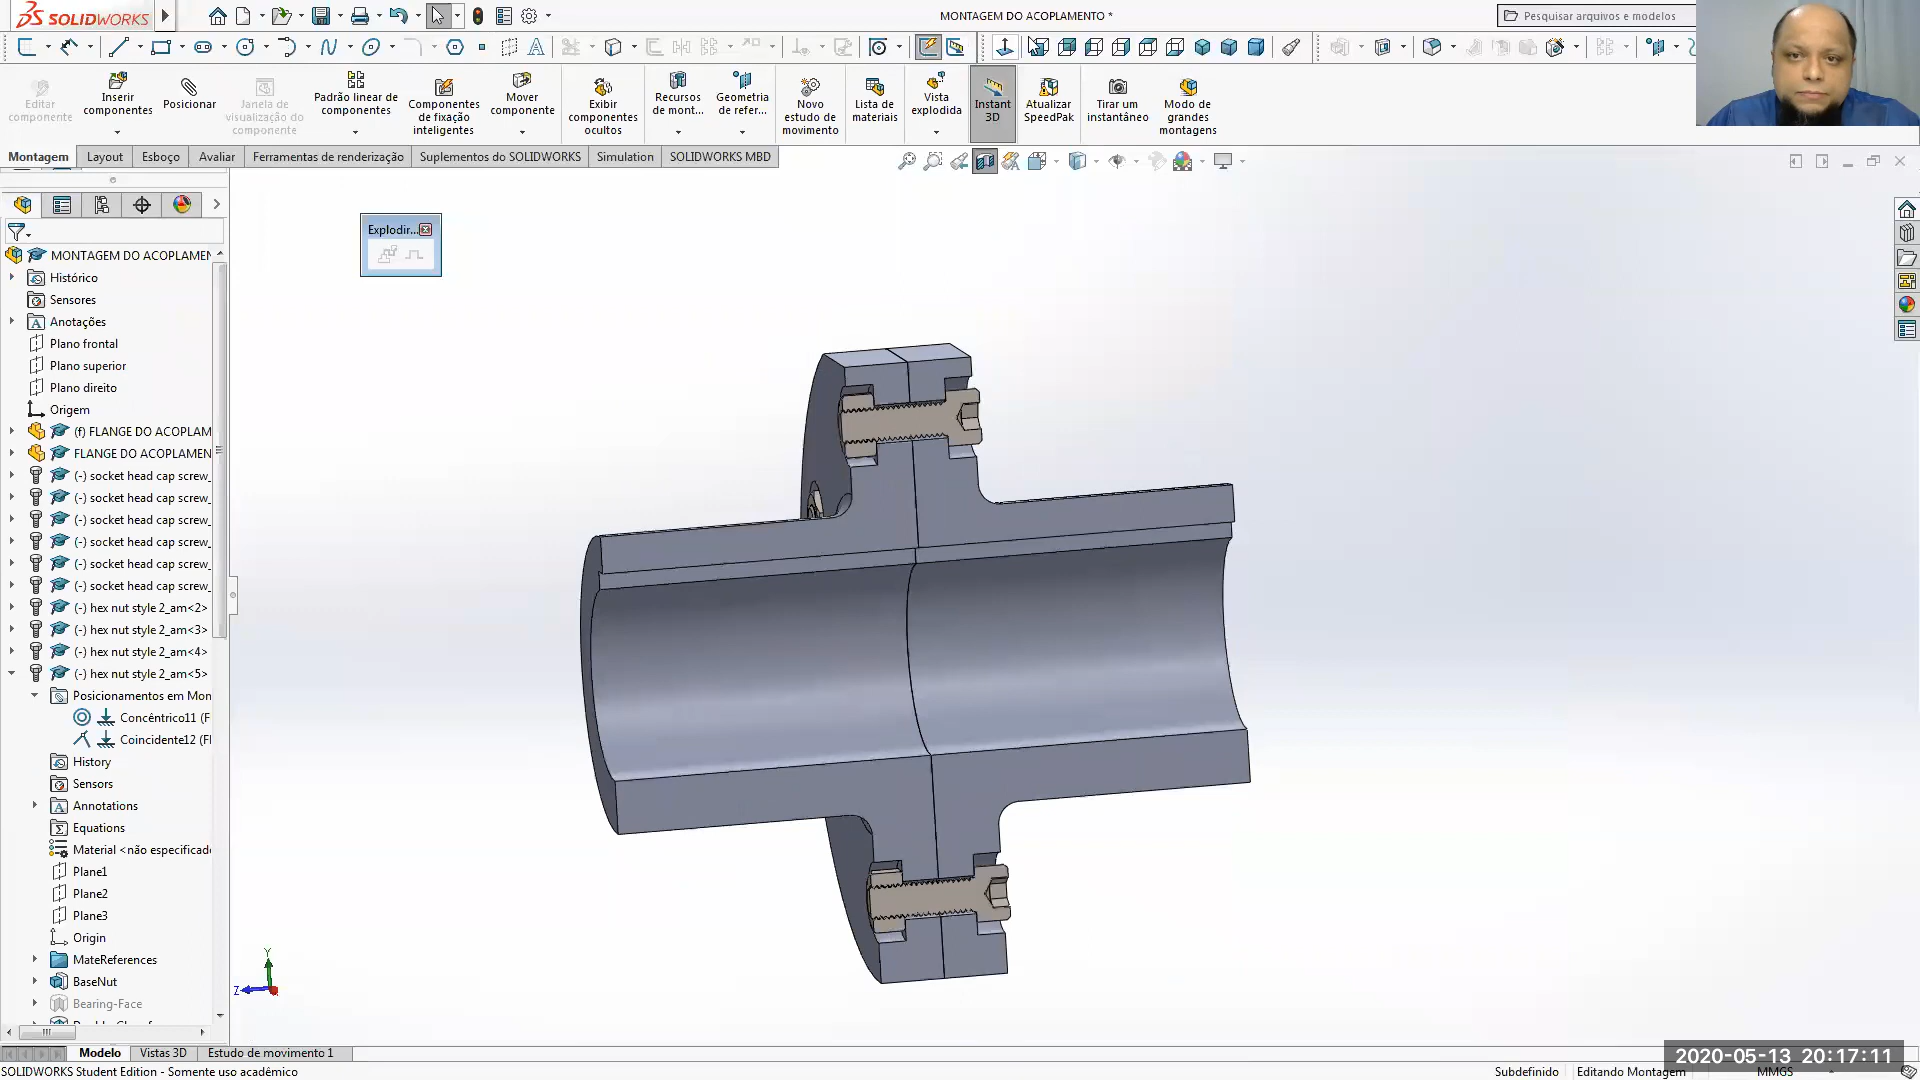 SOLIDWORKS
MONTAGEM DO ACOPLAMENTO *
Pesquisar arquivos e modelos
Editar componente
Inserir componentes
Posicionar
Janela de visualização do componente
Padrão linear de componentes
Componentes de fixação inteligentes
Mover componente
Exibir componentes ocultos
Recursos de mont...
Geometria de refer...
Novo estudo de movimento
Lista de materiais
Vista explodida
Instant 3D
Atualizar SpeedPak
Tirar um instantâneo
Modo de grandes montagens
Montagem
Layout
Esboço
Avaliar
Ferramentas de renderização
Suplementos do SOLIDWORKS
Simulation
SOLIDWORKS MBD
Explodir...
MONTAGEM DO ACOPLAMEN
Histórico
Sensores
Anotações
Plano frontal
Plano superior
Plano direito
Origem
(f) FLANGE DO ACOPLAM
FLANGE DO ACOPLAMEN
(-) socket head cap screw_
(-) socket head cap screw_
(-) socket head cap screw_
(-) socket head cap screw_
(-) socket head cap screw_
(-) socket head cap screw_
(-) hex nut style 2_am<2>
(-) hex nut style 2_am<3>
(-) hex nut style 2_am<4>
(-) hex nut style 2_am<5>
Posicionamentos em Mon
Concêntrico11 (F
Coincidente12 (Fl
History
Sensors
Annotations
Equations
Material <não especificado
Plane1
Plane2
Plane3
Origin
MateReferences
BaseNut
Bearing-Face
Y
Z
Modelo
Vistas 3D
Estudo de movimento 1
2020-05-13 20:17:11
SOLIDWORKS Student Edition - Somente uso acadêmico
Subdefinido
Editando Montagem
MMGS